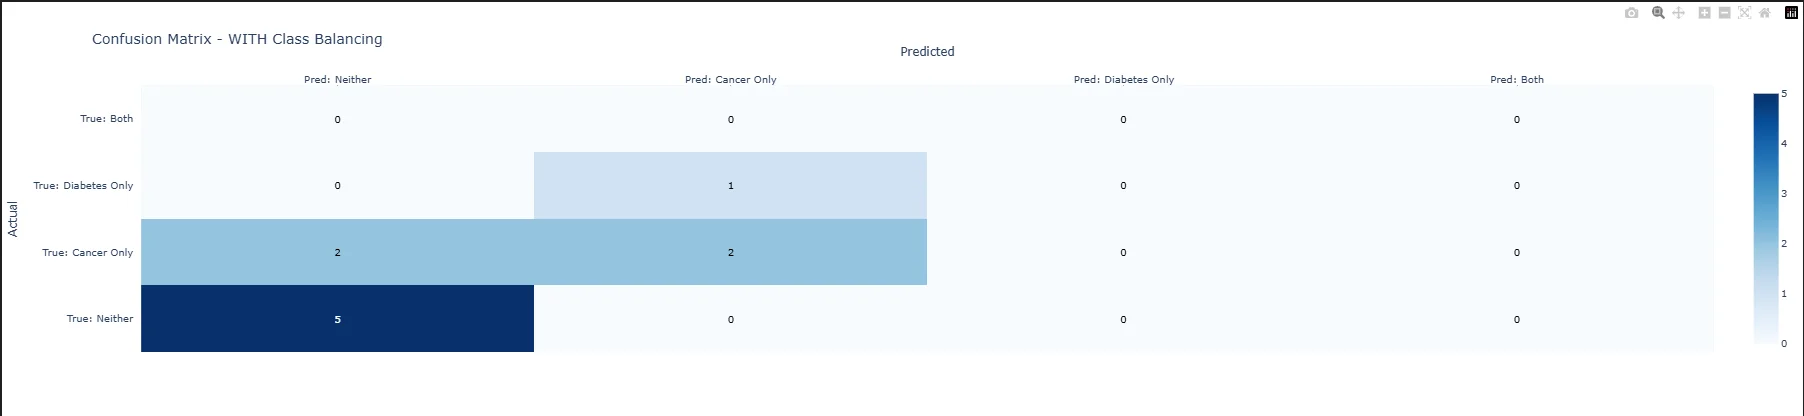 Confusion Matrix - WITH Class Balancing
Predicted
Pred: Neither Pred: Cancer Only Pred: Diabetes Only Pred: Both
True: Both 0 0 0 0
True: Diabetes Only 0 1 0 0
True: Cancer Only 2 2 0 0
True: Neither 5 0 0 0
Actual
5
4
3
2
1
0